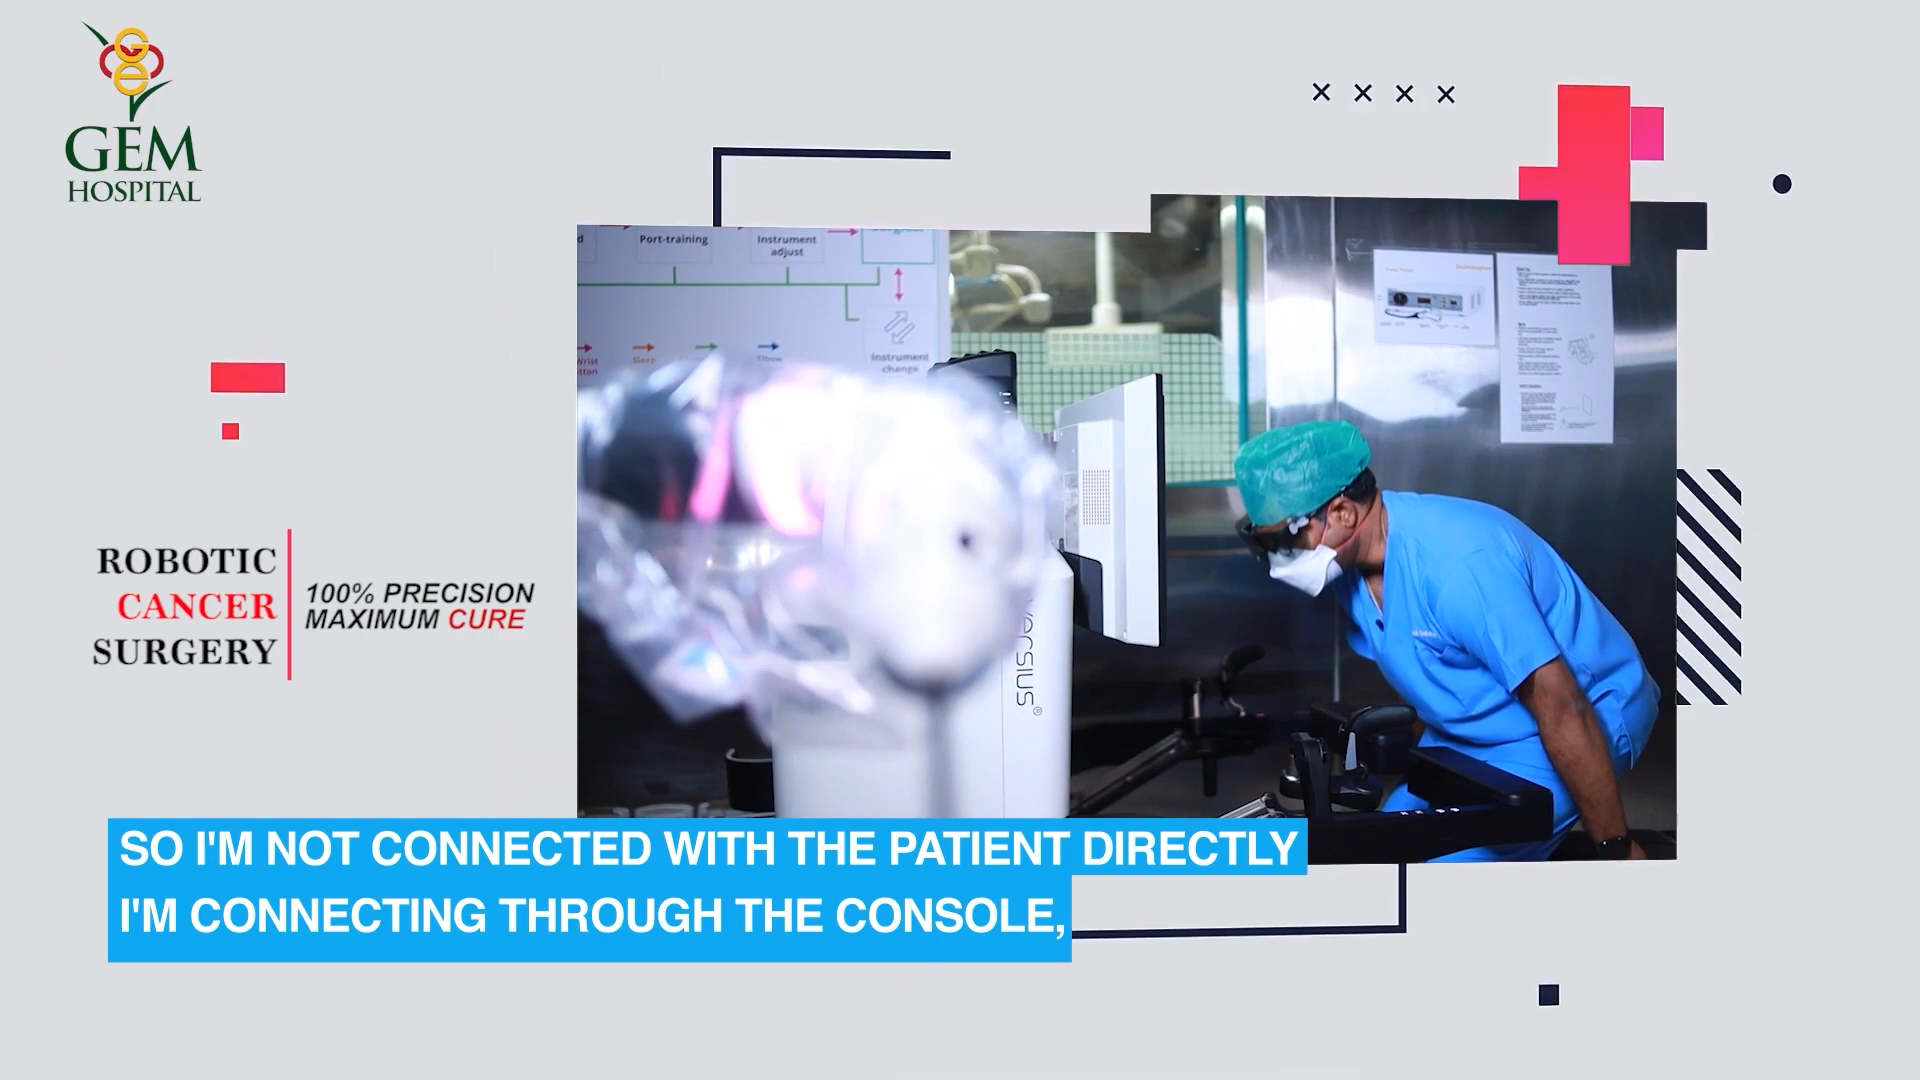 GEM
HOSPITAL
Port-training
Instrument
adjust
Instrument
change
ROBOTIC
CANCER
SURGERY
100% PRECISION
MAXIMUM CURE
versius®
SO I'M NOT CONNECTED WITH THE PATIENT DIRECTLY
I'M CONNECTING THROUGH THE CONSOLE,